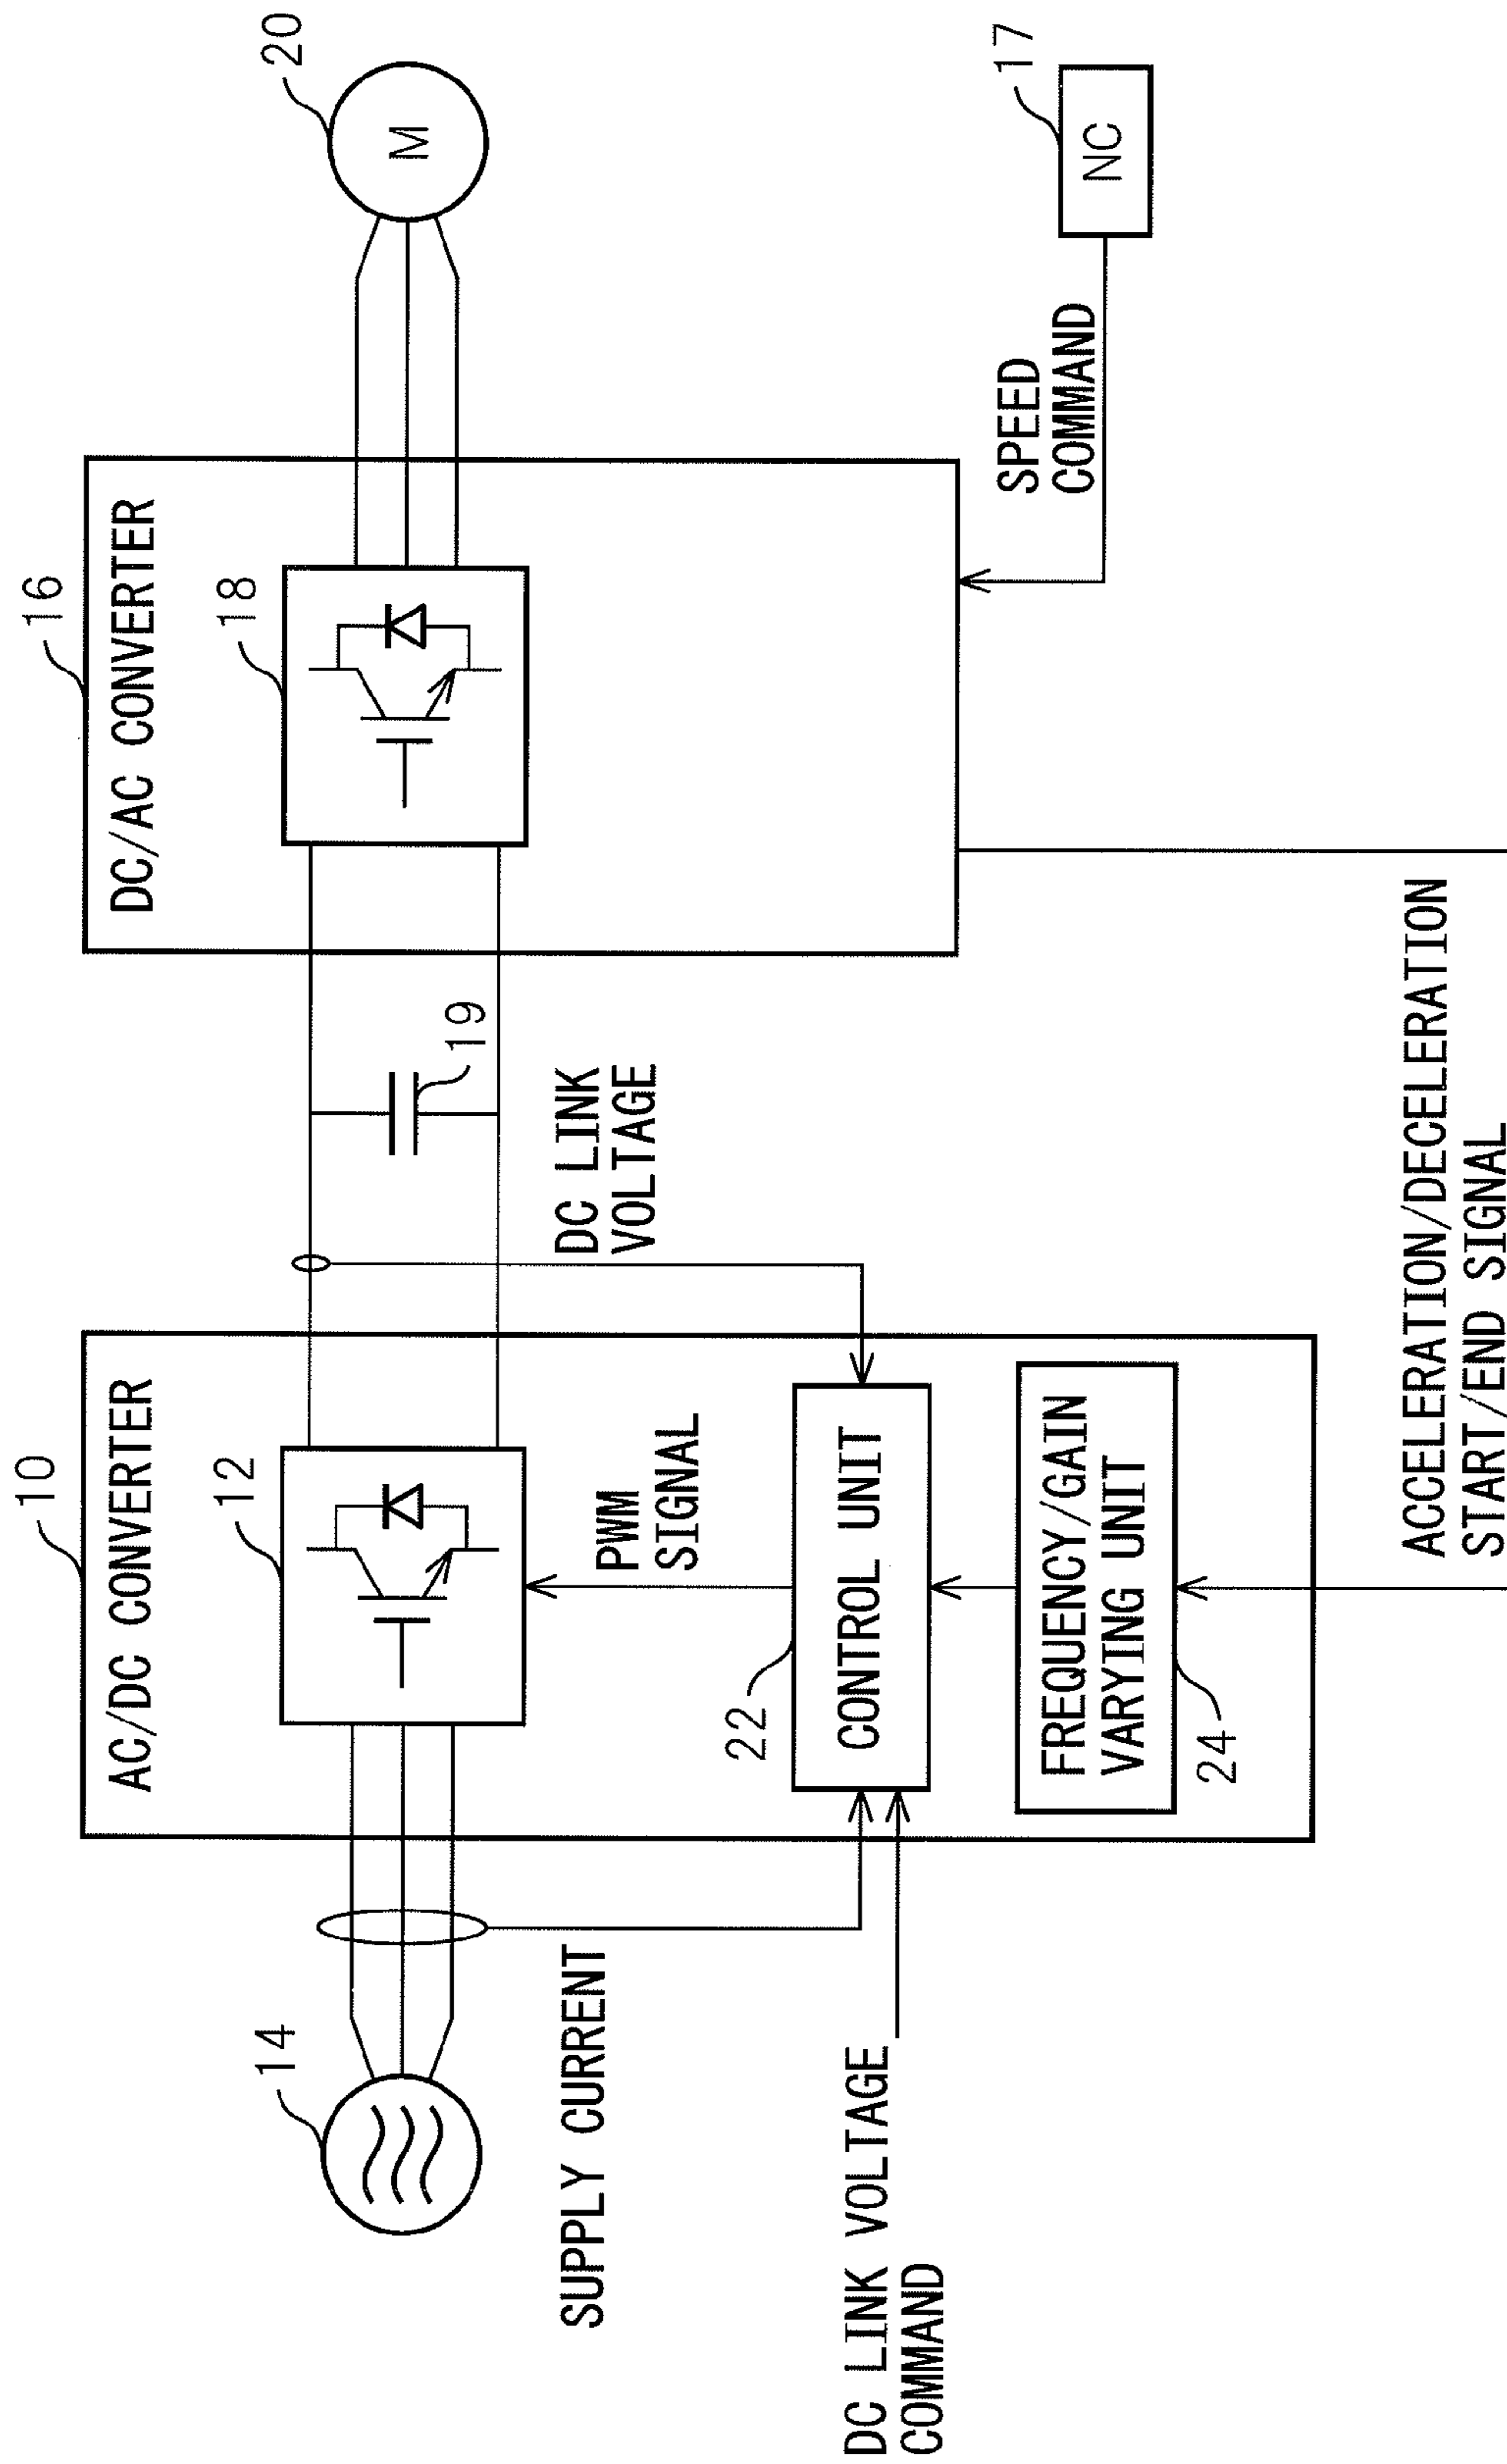 10
AC/DC CONVERTER
12
14
SUPPLY CURRENT
DC LINK VOLTAGE
COMMAND
PWM
SIGNAL
22
CONTROL UNIT
FREQUENCY/GAIN
VARYING UNIT
24
DC LINK
VOLTAGE
19
16
DC/AC CONVERTER
18
20
M
SPEED
COMMAND
17
NC
ACCELERATION/DECELERATION
START/END SIGNAL